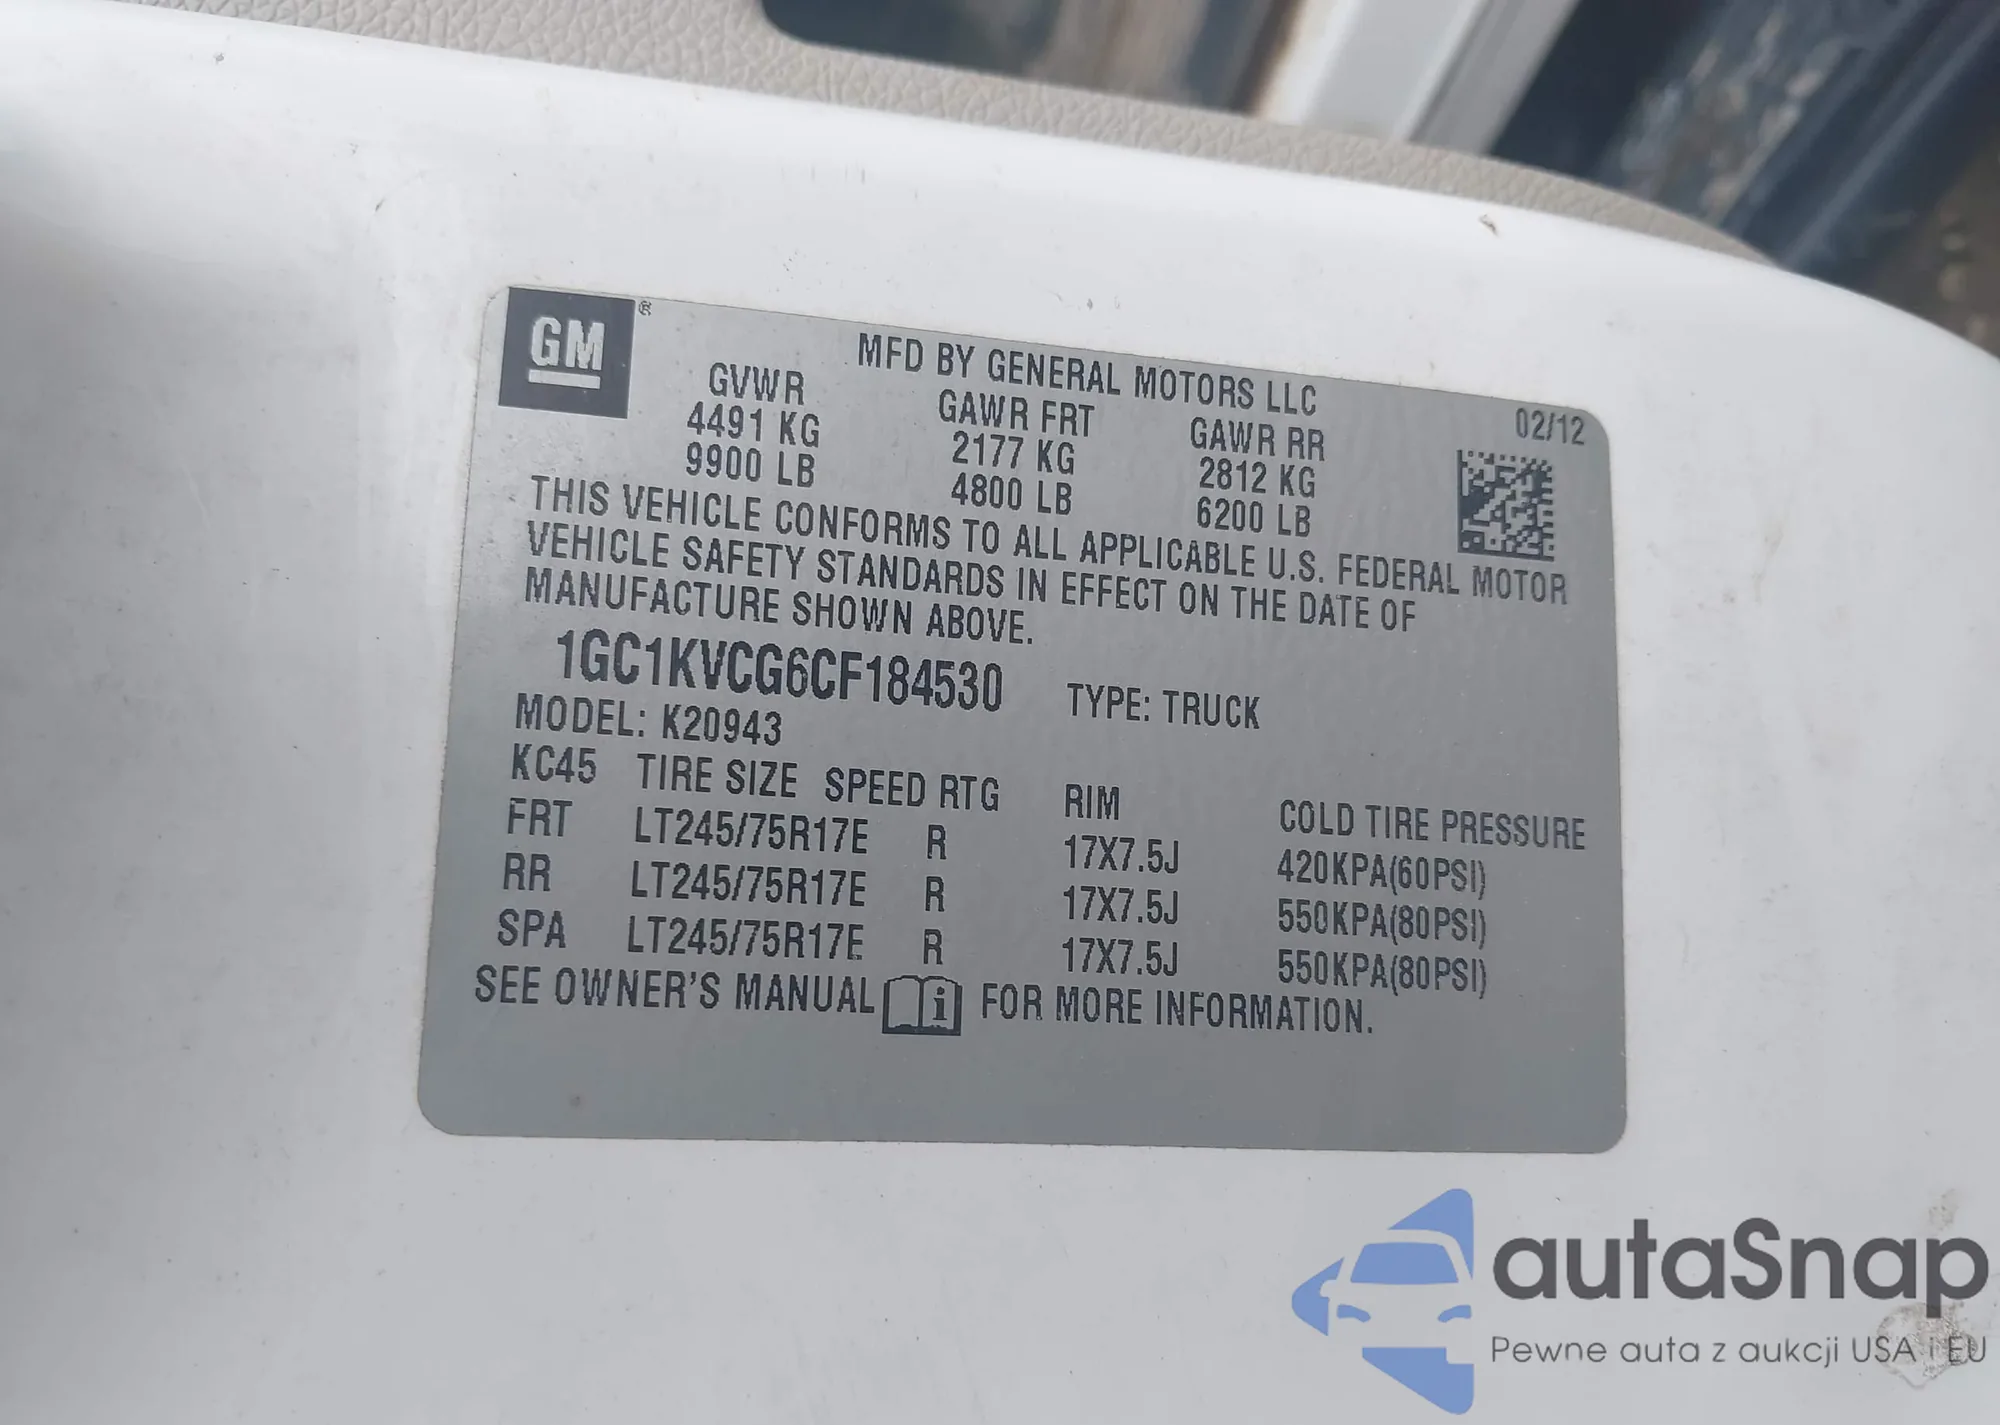 GM ®
MFD BY GENERAL MOTORS LLC
02/12
GVWR GAWR FRT GAWR RR
4491 KG 2177 KG 2812 KG
9900 LB 4800 LB 6200 LB
THIS VEHICLE CONFORMS TO ALL APPLICABLE U.S. FEDERAL MOTOR
VEHICLE SAFETY STANDARDS IN EFFECT ON THE DATE OF
MANUFACTURE SHOWN ABOVE.
1GC1KVCG6CF184530 TYPE: TRUCK
MODEL: K20943
KC45 TIRE SIZE SPEED RTG RIM COLD TIRE PRESSURE
FRT LT245/75R17E R 17X7.5J 420KPA(60PSI)
RR LT245/75R17E R 17X7.5J 550KPA(80PSI)
SPA LT245/75R17E R 17X7.5J 550KPA(80PSI)
SEE OWNER'S MANUAL i FOR MORE INFORMATION.
autaSnap
Pewne auta z aukcji USA i EU